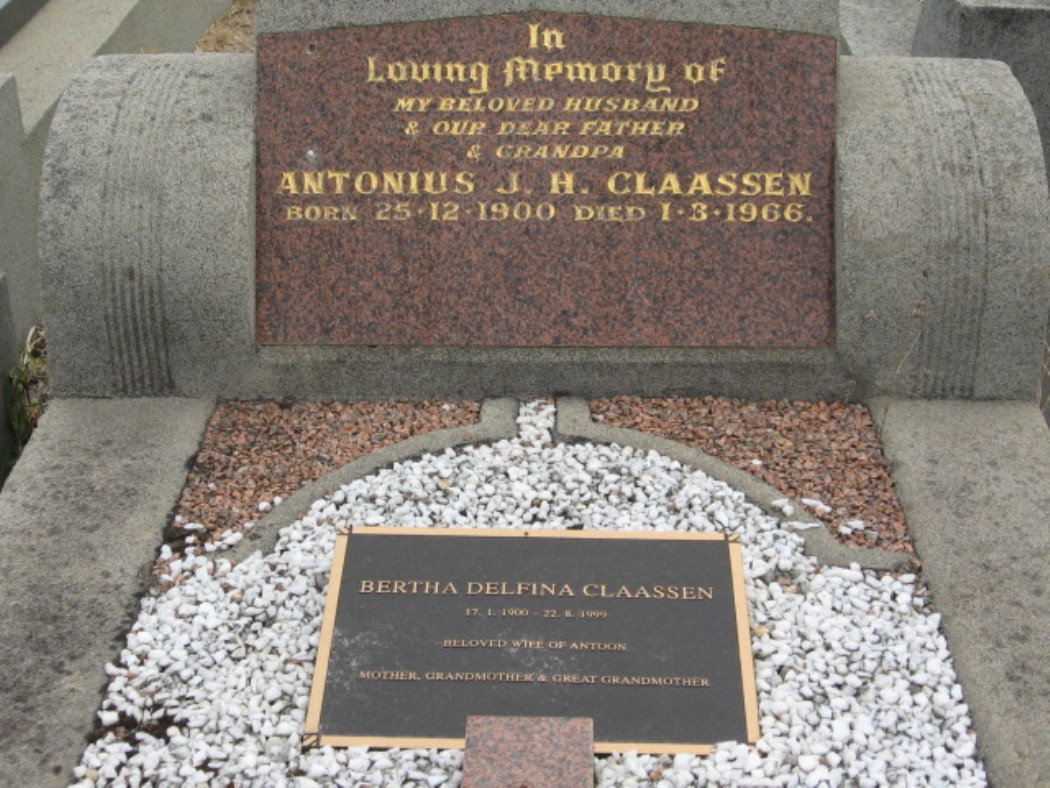 In
Loving Memory of
MY BELOVED HUSBAND
& OUR DEAR FATHER
& GRANDPA
ANTONIUS J. H. CLAASSEN
BORN 25·12·1900 DIED 1·3·1966.
BERTHA DELFINA CLAASSEN
17. 1. 1900 – 22. 8. 1999
BELOVED WIFE OF ANTOON
MOTHER, GRANDMOTHER & GREAT GRANDMOTHER